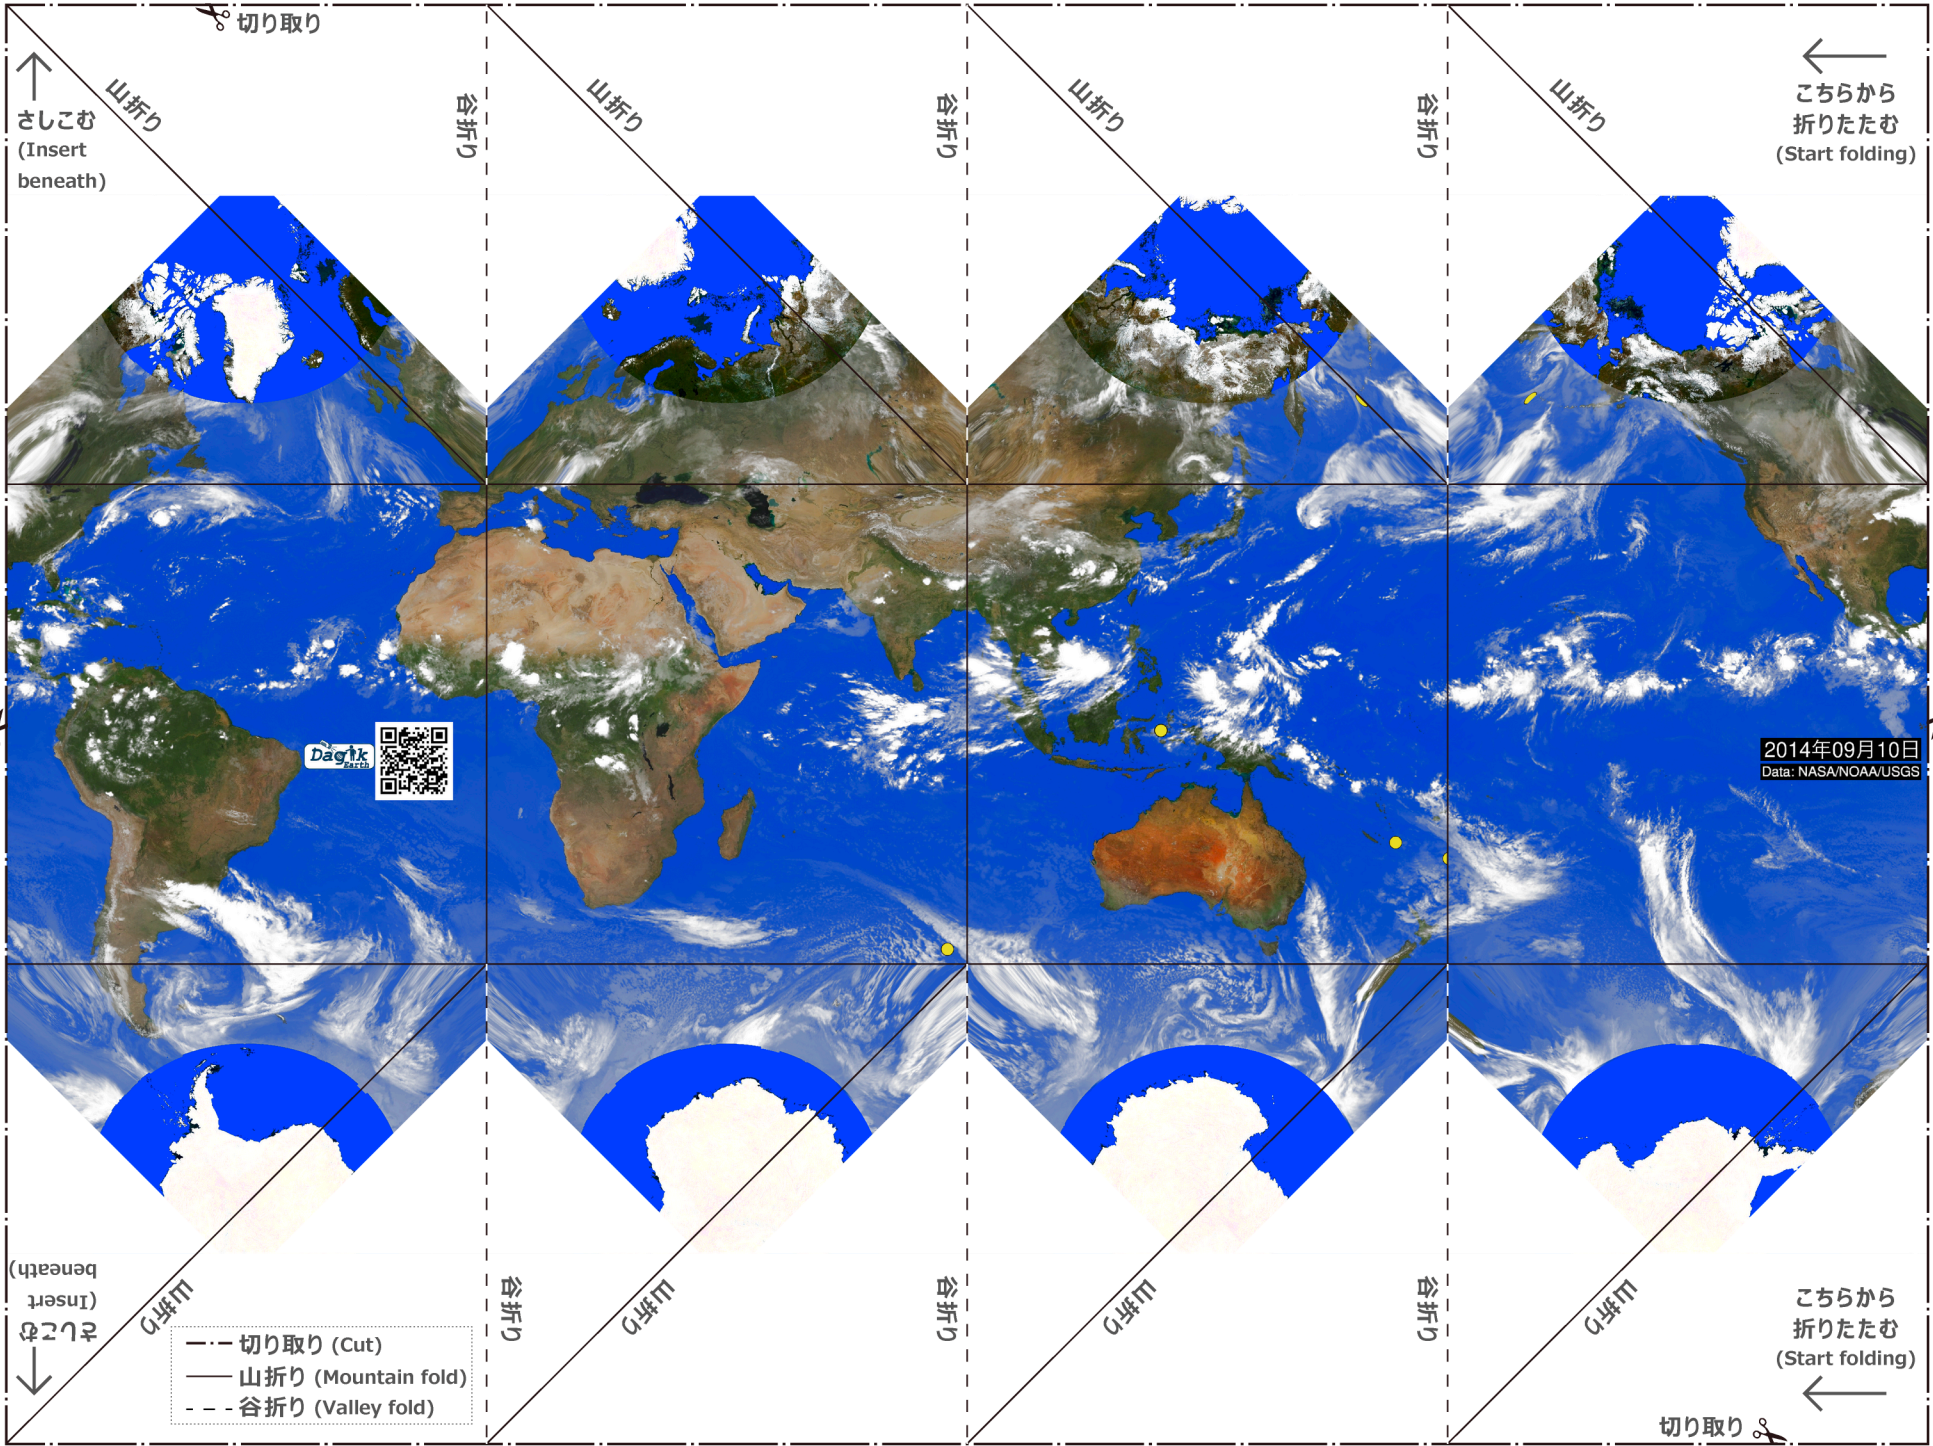 切り取り
山折り
谷折り
山折り
谷折り
山折り
谷折り
山折り
さしこむ
(Insert
beneath)
こちらから
折りたたむ
(Start folding)
Dagik
Earth
2014年09月10日
Data: NASA/NOAA/USGS
さしこむ
(Insert
beneath)
山折り
谷折り
山折り
谷折り
山折り
谷折り
山折り
切り取り (Cut)
山折り (Mountain fold)
谷折り (Valley fold)
こちらから
折りたたむ
(Start folding)
切り取り